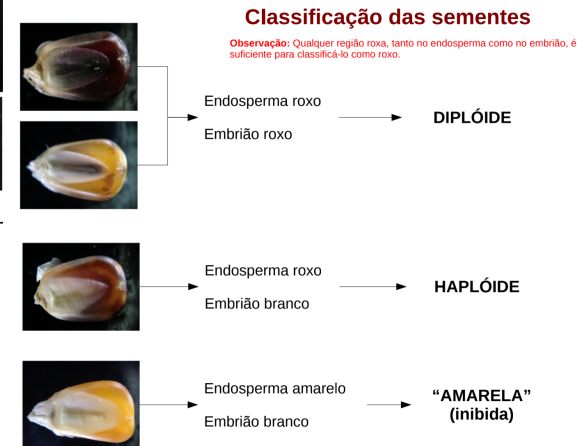 Classificação das sementes
Observação: Qualquer região roxa, tanto no endosperma como no embrião, é
suficiente para classificá-lo como roxo.
Endosperma roxo
Embrião roxo
DIPLÓIDE
Endosperma roxo
Embrião branco
HAPLÓIDE
Endosperma amarelo
Embrião branco
“AMARELA”
(inibida)